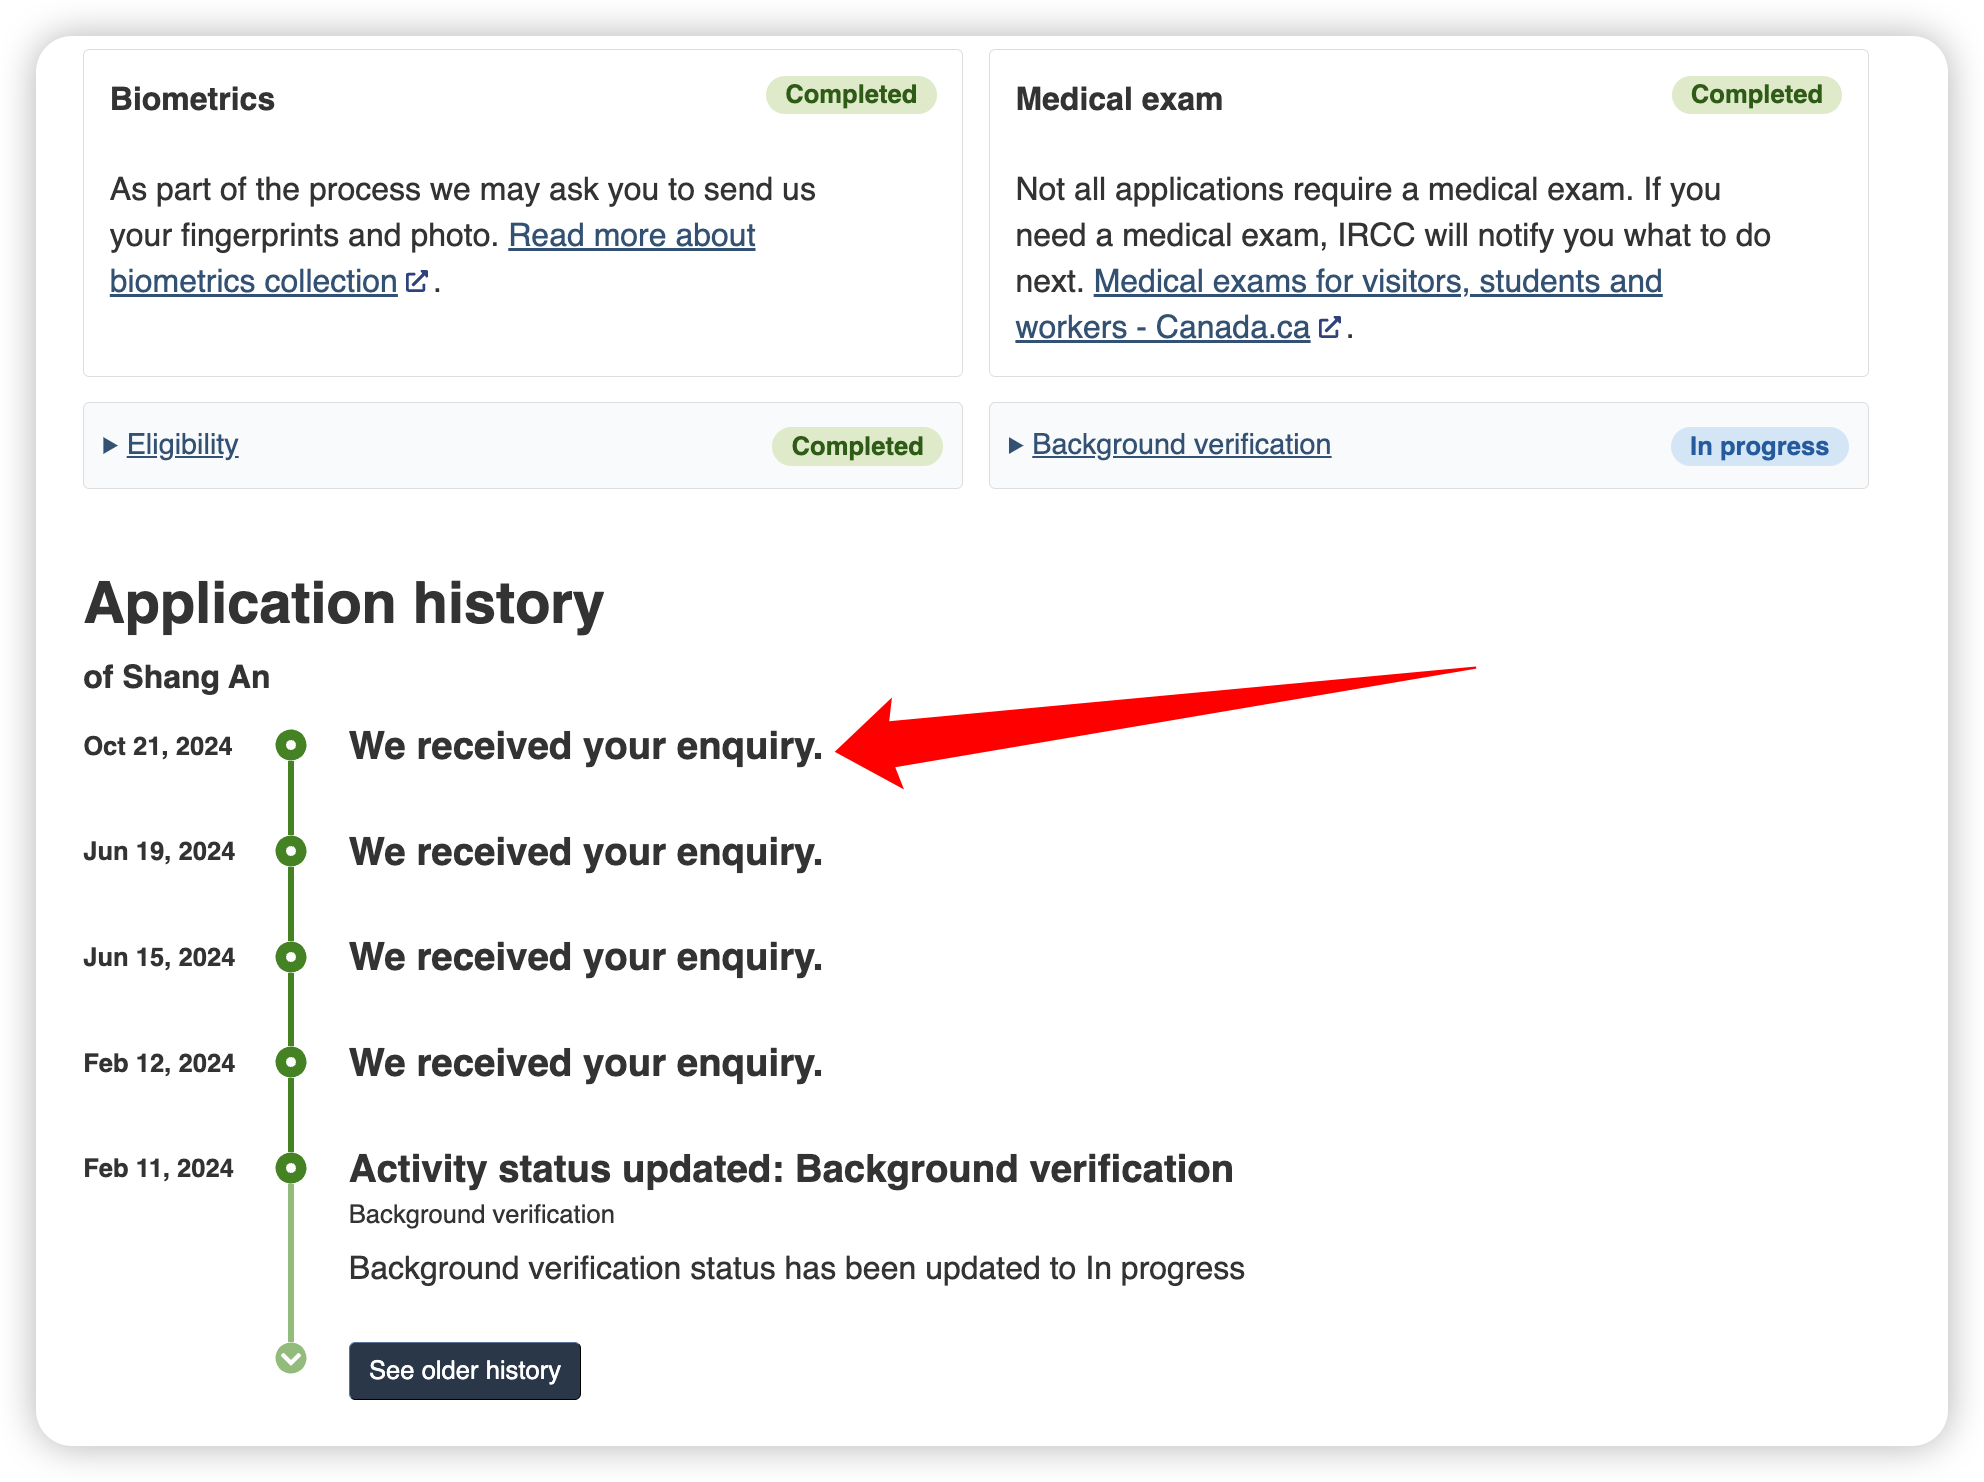 Biometrics
Completed
As part of the process we may ask you to send us
your fingerprints and photo. Read more about
biometrics collection .
Medical exam
Completed
Not all applications require a medical exam. If you
need a medical exam, IRCC will notify you what to do
next. Medical exams for visitors, students and
workers - Canada.ca .
Eligibility
Completed
Background verification
In progress
Application history
of Shang An
Oct 21, 2024
We received your enquiry.
Jun 19, 2024
We received your enquiry.
Jun 15, 2024
We received your enquiry.
Feb 12, 2024
We received your enquiry.
Feb 11, 2024
Activity status updated: Background verification
Background verification
Background verification status has been updated to In progress
See older history